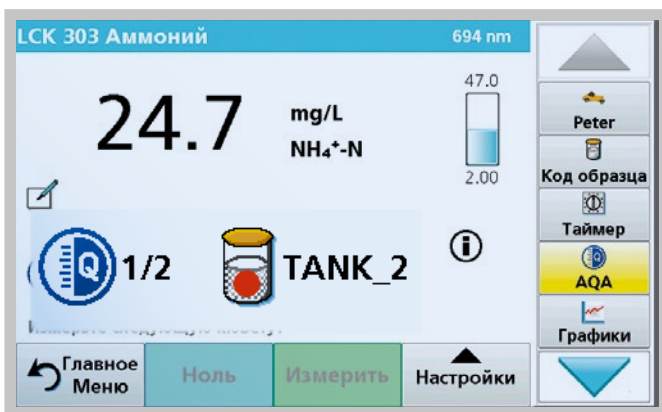 LCK 303 Аммоний
694 nm
24.7
mg/L
NH₄⁺-N
47.0
2.00
Q 1/2
TANK_2
Главное
Меню
Ноль
Измерить
Настройки
Peter
Код образца
Таймер
AQA
Графики